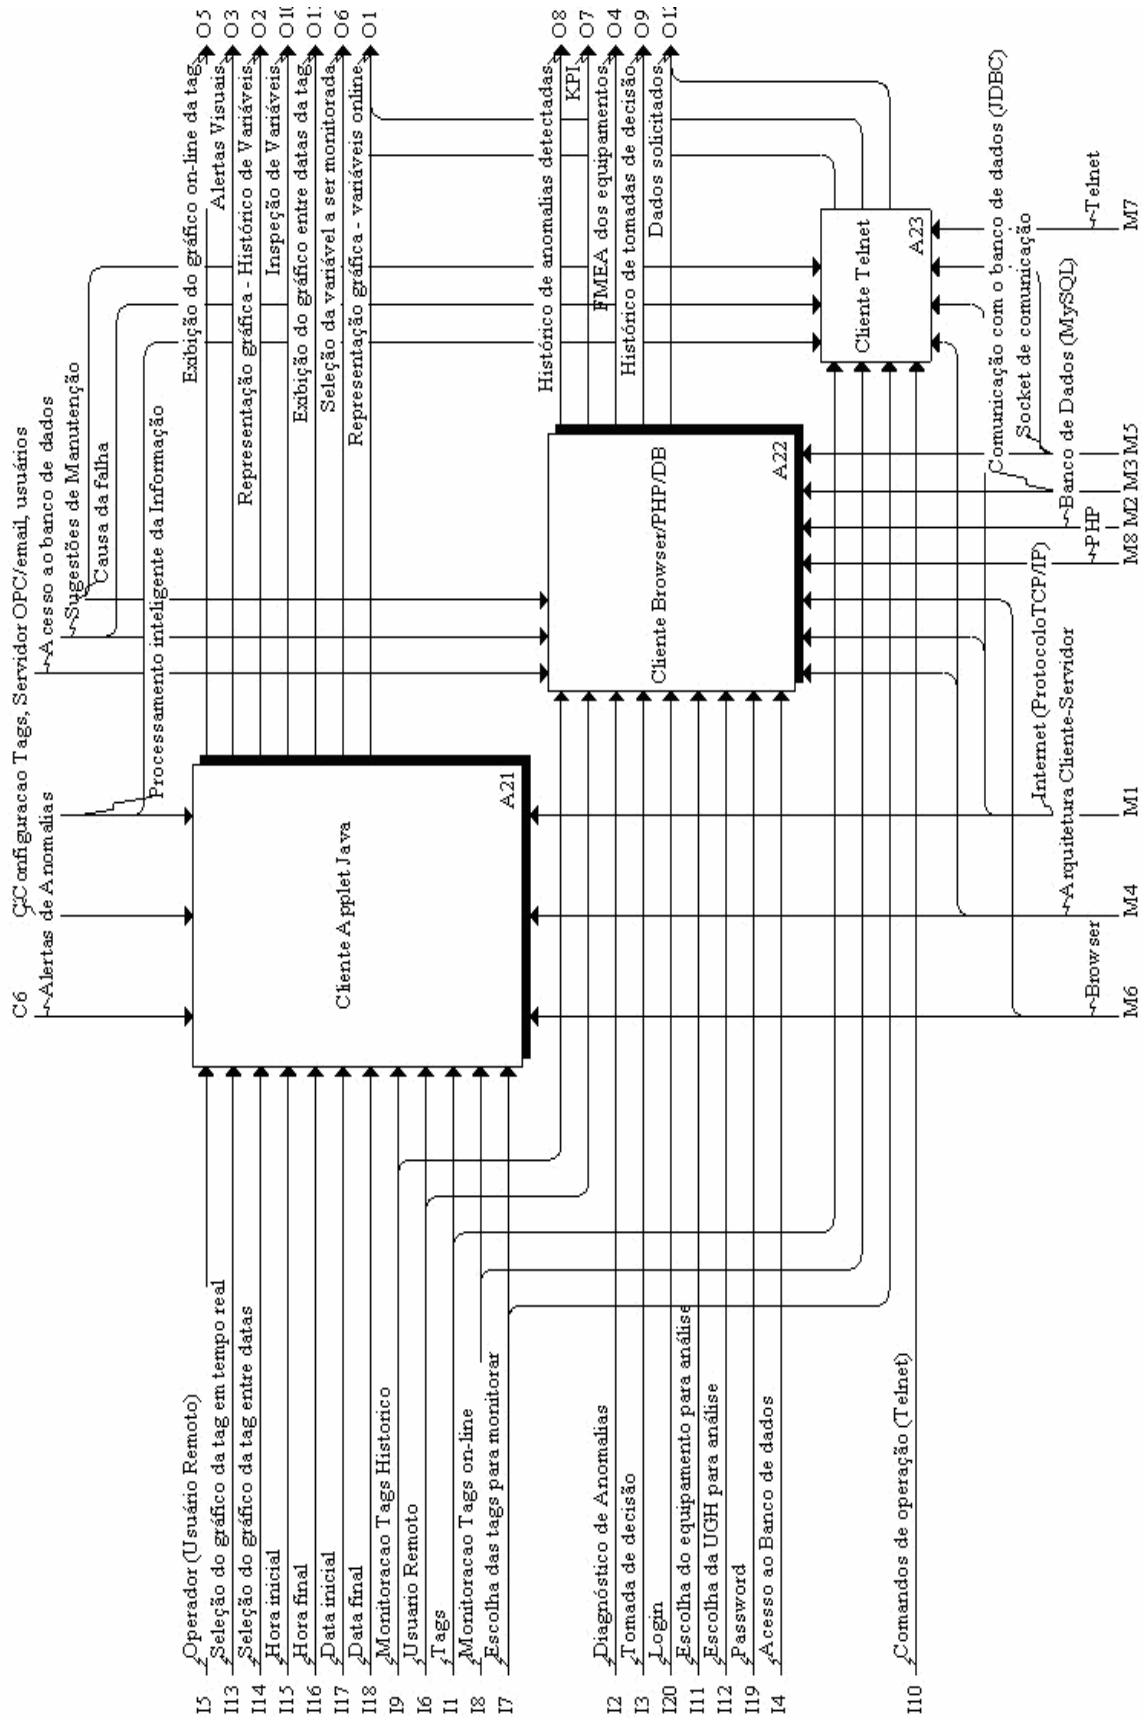 C6
Alertas de Anomalias
Configuracao Tags, Servidor OPC/email, usuários
Acesso ao banco de dados
Sugestões de Manutenção
Causa da falha
Processamento inteligente da Informação
I5
Operador (Usuário Remoto)
I13
Seleção do gráfico da tag em tempo real
I14
Seleção do gráfico da tag entre datas
I15
Hora inicial
I16
Hora final
I17
Data inicial
I18
Data final
I9
Monitoracao Tags Historico
I6
Usuario Remoto
I1
Tags
I8
Monitoracao Tags on-line
I7
Escolha das tags para monitorar
I2
Diagnóstico de Anomalias
I3
Tomada de decisão
I20
Login
I11
Escolha do equipamento para análise
I12
Escolha da UGH para análise
I19
Password
I4
Acesso ao Banco de dados
I10
Comandos de operação (Telnet)
Cliente Applet Java
A21
Cliente Browser/PHP/DB
A22
Cliente Telnet
A23
Exibição do gráfico on-line da tag
O5
Alertas Visuais
O3
Representação gráfica - Histórico de Variáveis
O2
Inspeção de Variáveis
O10
Exibição do gráfico entre datas da tag
Seleção da variável a ser monitorada
O6
Representação gráfica - variáveis online
O1
Histórico de anomalias detectadas
O8
KPI
O7
FMEA dos equipamentos
O4
Histórico de tomadas de decisão
O9
Dados solicitados
Browser
M6
Arquitetura Cliente-Servidor
M4
Internet (ProtocoloTCP/IP)
M1
PHP
M8
Banco de Dados (MySQL)
M2
Comunicação com o banco de dados (JDBC)
M3
Socket de comunicação
M5
Telnet
M7